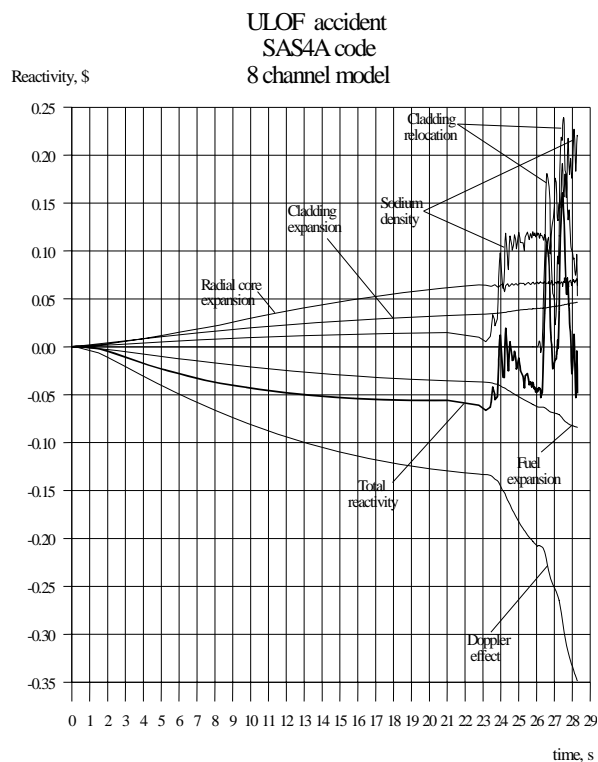 ULOF accident
SAS4A code
8 channel model
Reactivity, $
0.25
0.20
0.15
0.10
0.05
0.00
-0.05
-0.10
-0.15
-0.20
-0.25
-0.30
-0.35
Cladding
relocation
Sodium
density
Cladding
expansion
Radial core
expansion
Fuel
expansion
Total
reactivity
Doppler
effect
0 1 2 3 4 5 6 7 8 9 10 11 12 13 14 15 16 17 18 19 20 21 22 23 24 25 26 27 28 29
time, s